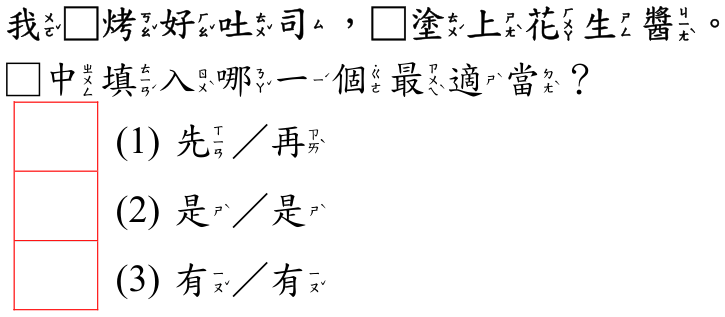 我□烤好吐司，□塗上花生醬。
□中填入哪一個最適當？
(1) 先／再
(2) 是／是
(3) 有／有